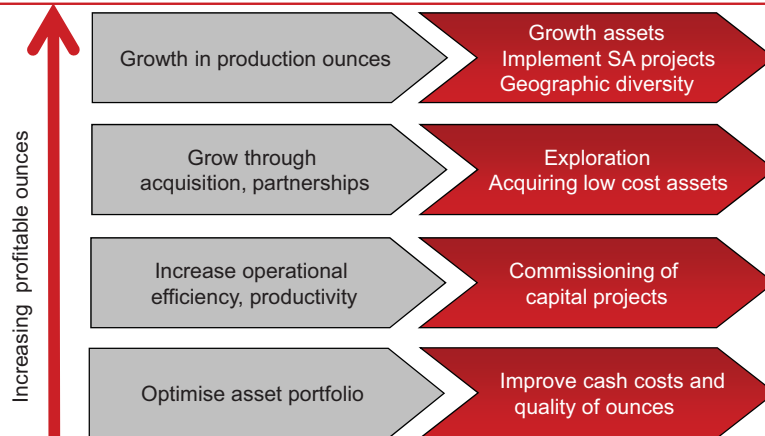 Increasing profitable ounces
Growth in production ounces
Growth assets
Implement SA projects
Geographic diversity
Grow through
acquisition, partnerships
Exploration
Acquiring low cost assets
Increase operational
efficiency, productivity
Commissioning of
capital projects
Optimise asset portfolio
Improve cash costs and
quality of ounces